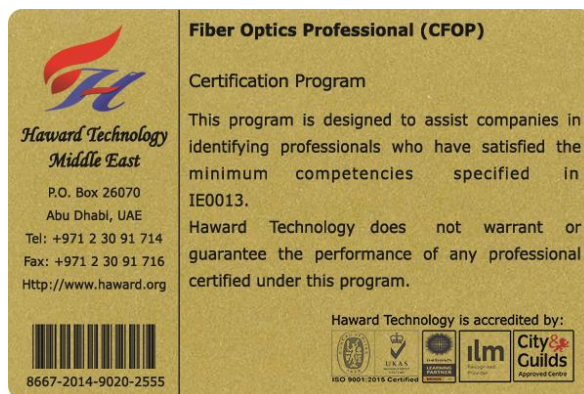 Haward Technology
Middle East
P.O. Box 26070
Abu Dhabi, UAE
Tel: +971 2 30 91 714
Fax: +971 2 30 91 716
Http://www.haward.org
8667-2014-9020-2555
Fiber Optics Professional (CFOP)
Certification Program
This program is designed to assist companies in
identifying professionals who have satisfied the
minimum competencies specified in
IE0013.
Haward Technology does not warrant or
guarantee the performance of any professional
certified under this program.
Haward Technology is accredited by:
UKAS
ISO 9001:2015 Certified
LEARNING
PARTNER
ilm
Recognised
Provider
City&
Guilds
Approved Centre